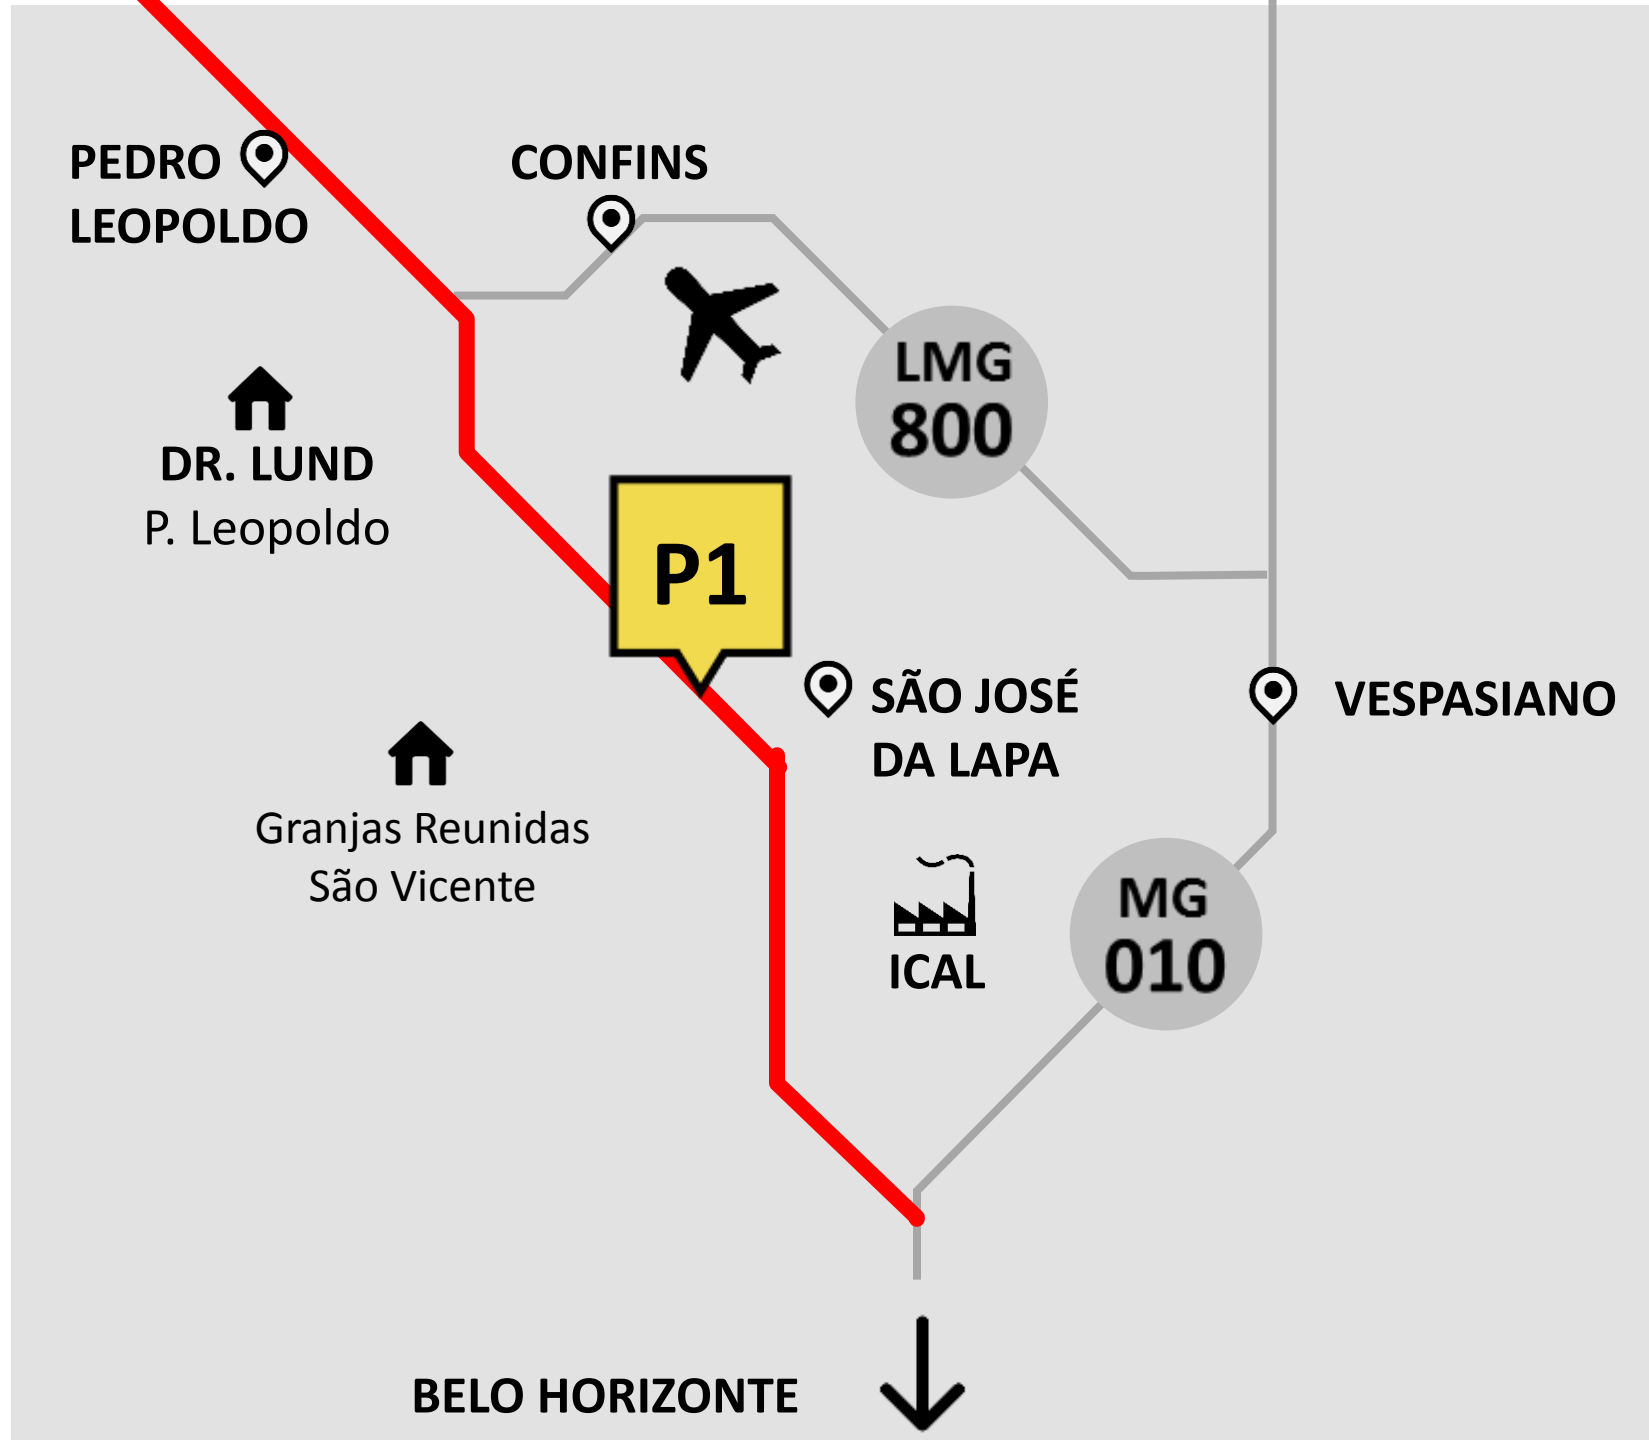 PEDRO
LEOPOLDO
CONFINS
LMG
800
DR. LUND
P. Leopoldo
P1
SÃO JOSÉ
DA LAPA
VESPASIANO
Granjas Reunidas
São Vicente
ICAL
MG
010
BELO HORIZONTE